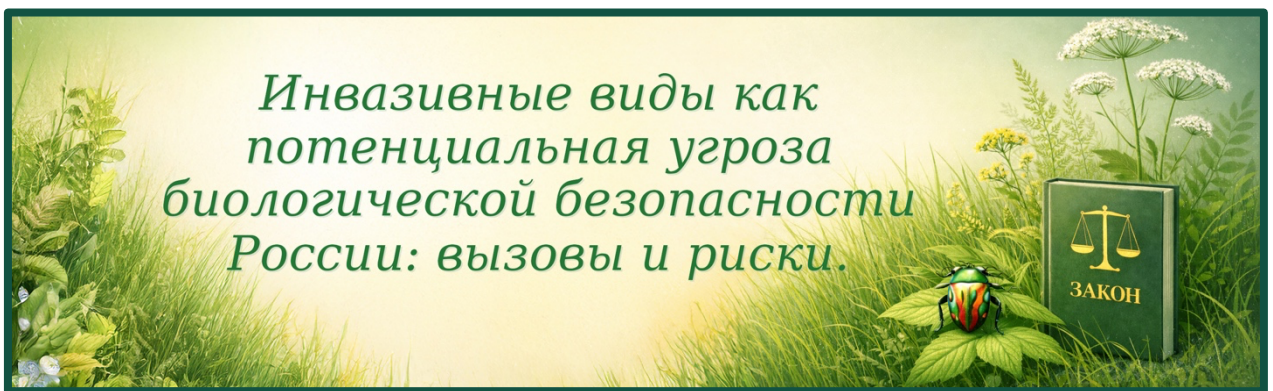 Инвазивные виды как
потенциальная угроза
биологической безопасности
России: вызовы и риски.
ЗАКОН